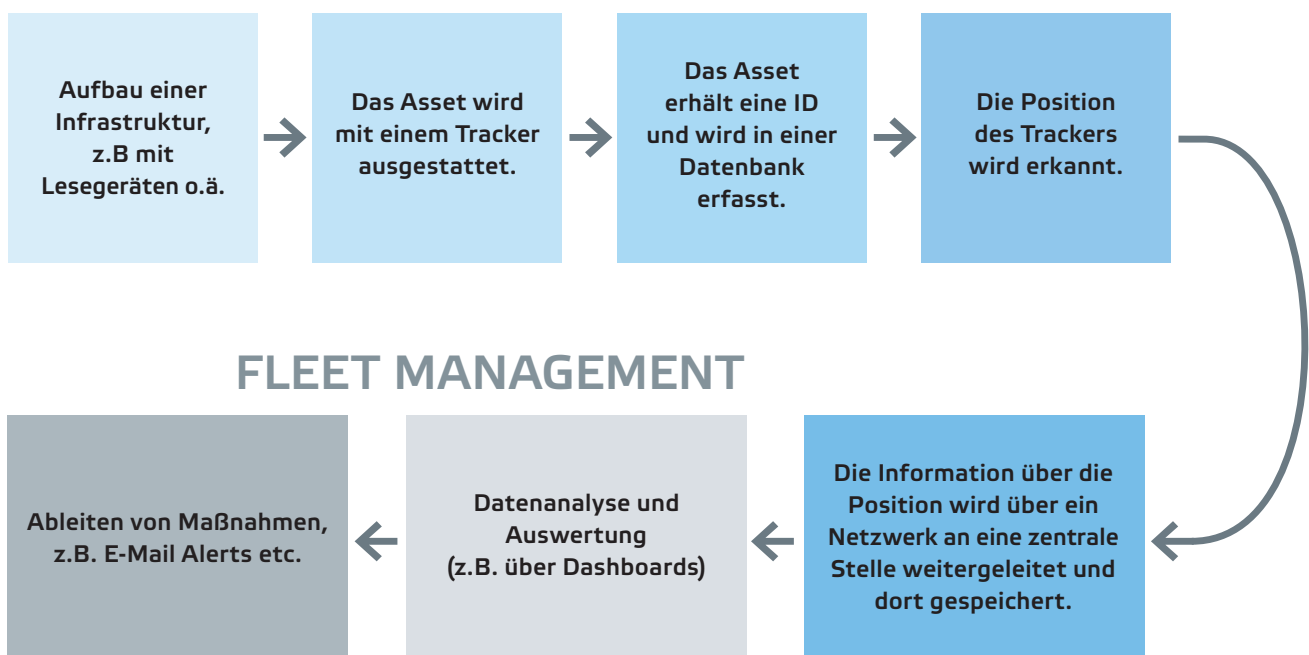 Aufbau einer
Infrastruktur,
z.B mit
Lesegeräten o.ä.
Das Asset wird
mit einem Tracker
ausgestattet.
Das Asset
erhält eine ID
und wird in einer
Datenbank
erfasst.
Die Position
des Trackers
wird erkannt.
FLEET MANAGEMENT
Die Information über die
Position wird über ein
Netzwerk an eine zentrale
Stelle weitergeleitet und
dort gespeichert.
Datenanalyse und
Auswertung
(z.B. über Dashboards)
Ableiten von Maßnahmen,
z.B. E-Mail Alerts etc.